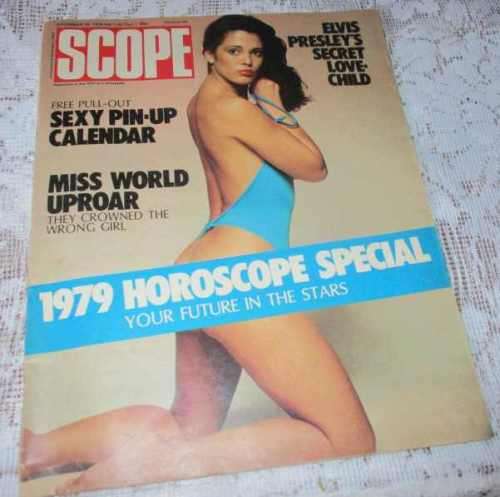 SCOPE
ELVIS
PRESLEY'S
SECRET
LOVE-
CHILD
FREE PULL-OUT
SEXY PIN-UP
CALENDAR
MISS WORLD
UPROAR
THEY CROWNED THE
WRONG GIRL
1979 HOROSCOPE SPECIAL
YOUR FUTURE IN THE STARS